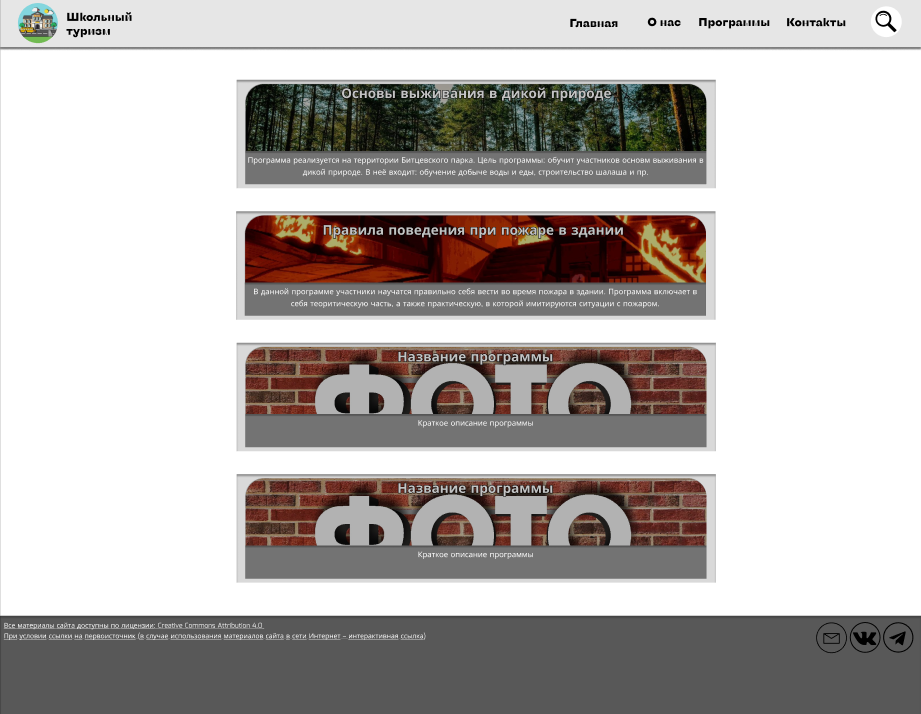 Школьный
туризм
Главная О нас Программы Контакты
Основы выживания в дикой природе
Программа реализуется на территории Битцевского парка. Цель программы: обучит участников основм выживания в
дикой природе. В неё входит: обучение добыче воды и еды, строительство шалаша и пр.
Правила поведения при пожаре в здании
В данной программе участники научатся правильно себя вести во время пожара в здании. Программа включает в
себя теоритическую часть, а также практическую, в которой имитируются ситуации с пожаром.
Название программы
ФОТО
Краткое описание программы
Название программы
ФОТО
Краткое описание программы
Все материалы сайта доступны по лицензии: Creative Commons Attribution 4.0.
При условии ссылки на первоисточник (в случае использования материалов сайта в сети Интернет – интерактивная ссылка)